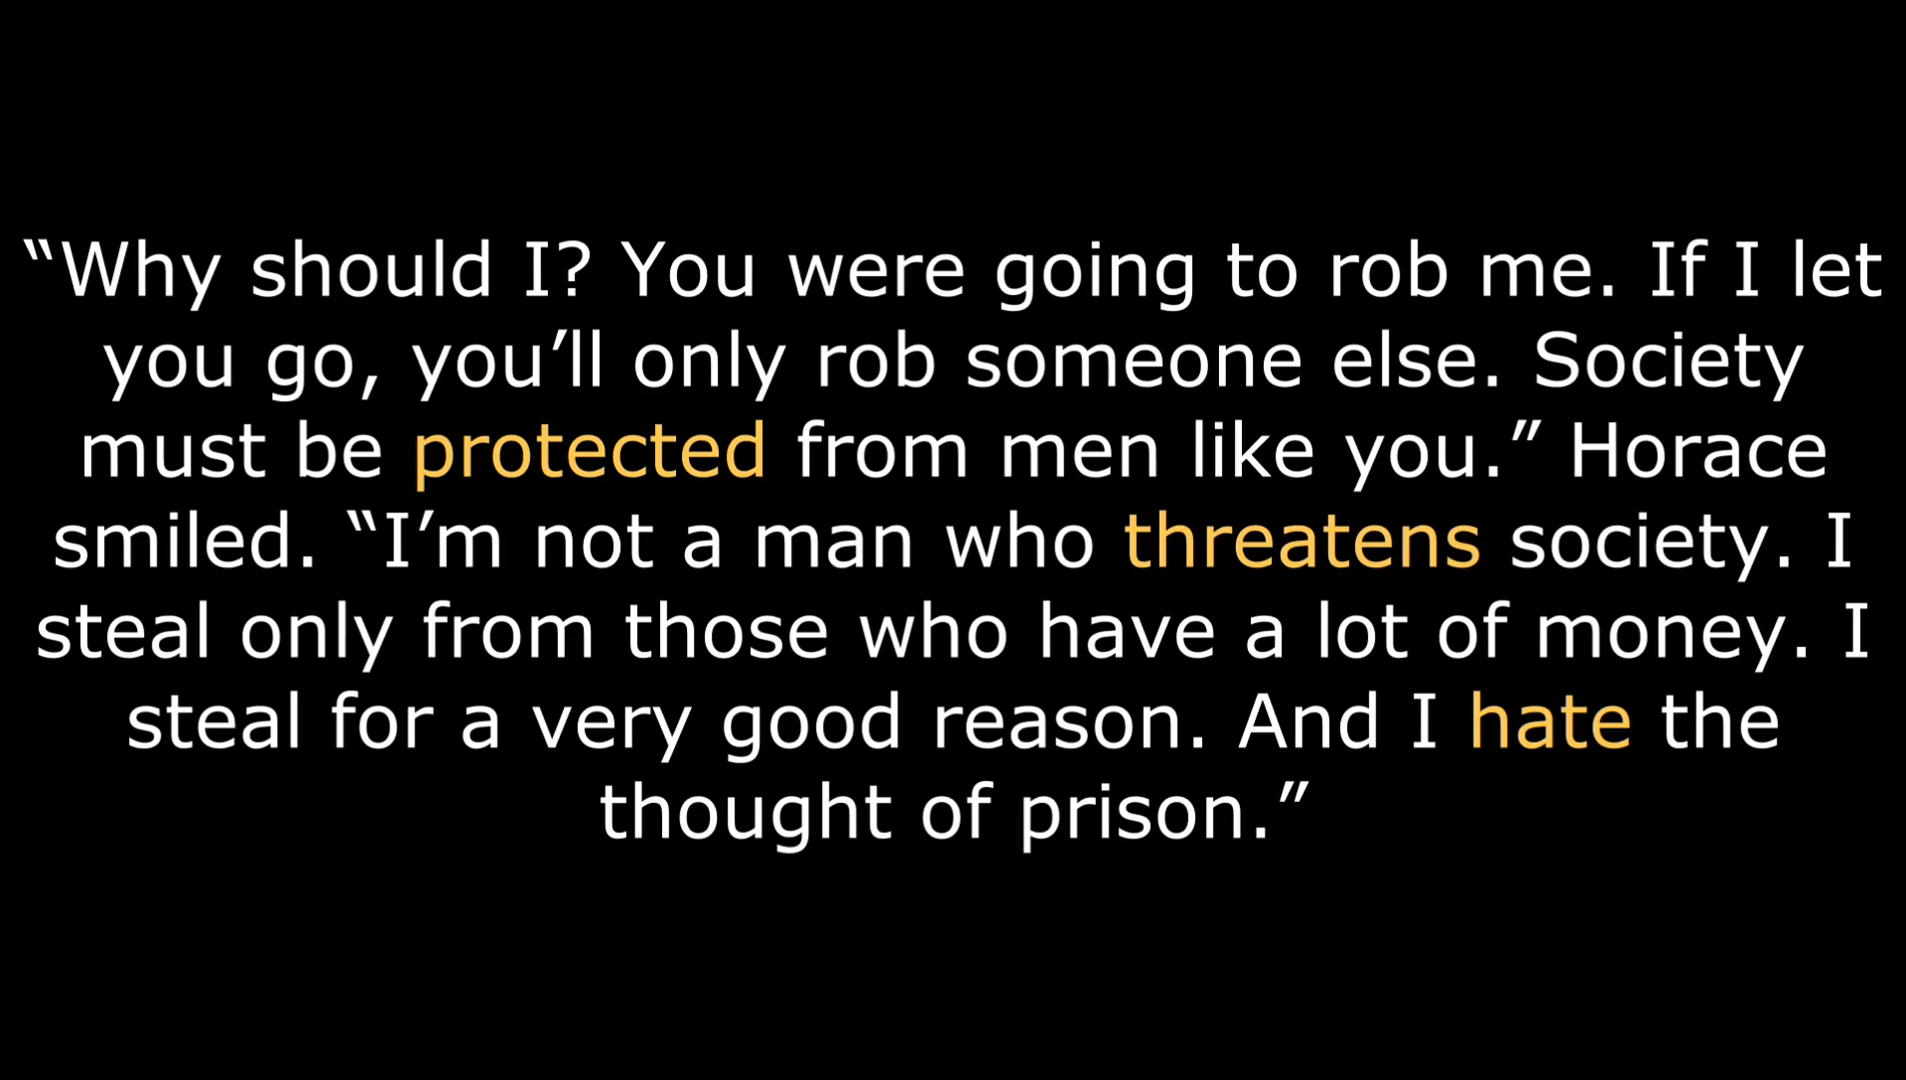 “Why should I? You were going to rob me. If I let
you go, you’ll only rob someone else. Society
must be protected from men like you.” Horace
smiled. “I’m not a man who threatens society. I
steal only from those who have a lot of money. I
steal for a very good reason. And I hate the
thought of prison.”